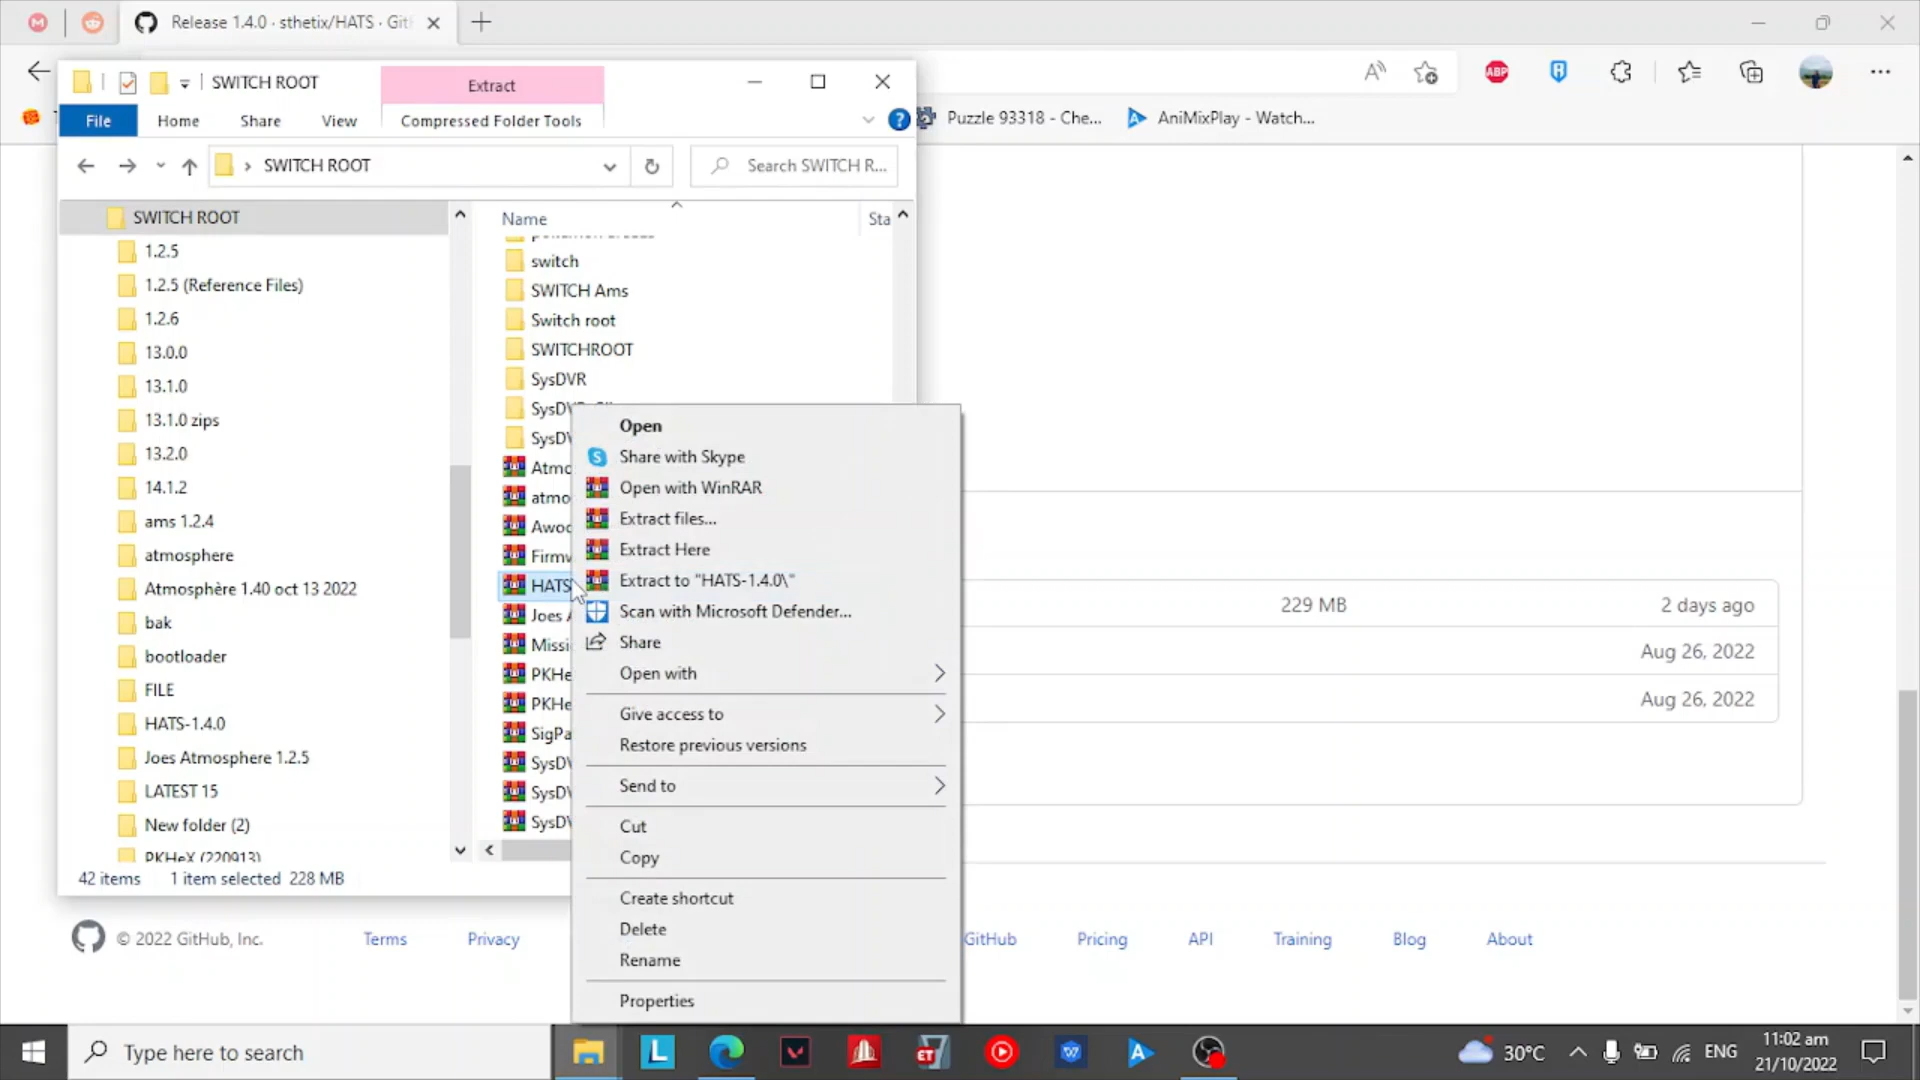 Release 1.4.0 · sthetix/HATS · Git
SWITCH ROOT
Extract
File
Home
Share
View
Compressed Folder Tools
SWITCH ROOT
Search SWITCH R...
ABP
Puzzle 93318 - Che...
AniMixPlay - Watch...
SWITCH ROOT
1.2.5
1.2.5 (Reference Files)
1.2.6
13.0.0
13.1.0
13.1.0 zips
13.2.0
14.1.2
ams 1.2.4
atmosphere
Atmosphère 1.40 oct 13 2022
bak
bootloader
FILE
HATS-1.4.0
Joes Atmosphere 1.2.5
LATEST 15
New folder (2)
PKHeX (220913)
Name
Sta
switch
SWITCH Ams
Switch root
SWITCHROOT
SysDVR
SysDV
SysDV
Atmo
atmo
Awoo
Firmw
HATS
Joes A
Missi
PKHe
PKHe
SigPa
SysDV
SysDV
SysDV
Open
Share with Skype
Open with WinRAR
Extract files...
Extract Here
Extract to "HATS-1.4.0\"
Scan with Microsoft Defender...
Share
Open with
Give access to
Restore previous versions
Send to
Cut
Copy
Create shortcut
Delete
Rename
Properties
42 items
1 item selected 228 MB
229 MB
2 days ago
Aug 26, 2022
Aug 26, 2022
© 2022 GitHub, Inc.
Terms
Privacy
GitHub
Pricing
API
Training
Blog
About
Type here to search
30°C
ENG
11:02 am
21/10/2022